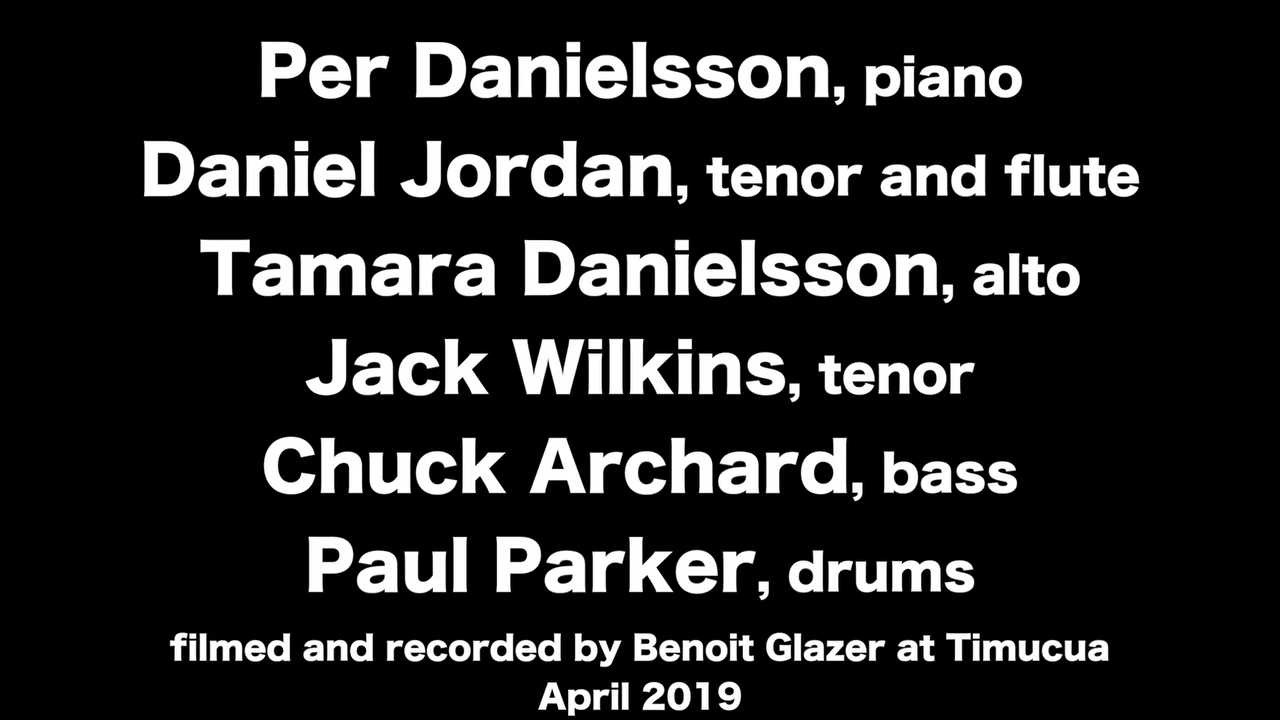 Per Danielsson, piano
Daniel Jordan, tenor and flute
Tamara Danielsson, alto
Jack Wilkins, tenor
Chuck Archard, bass
Paul Parker, drums
filmed and recorded by Benoit Glazer at Timucua
April 2019